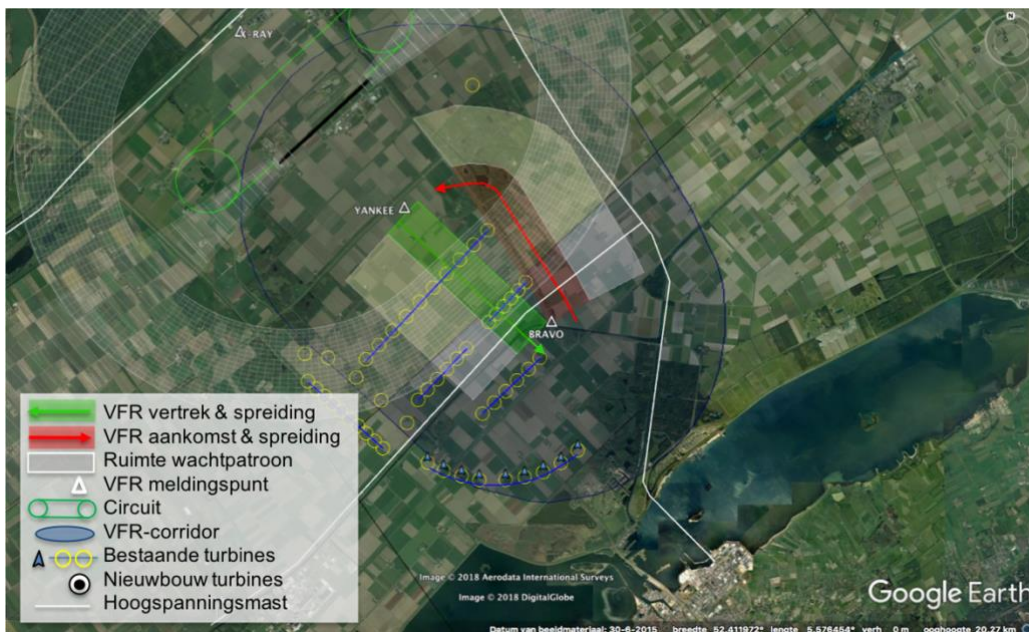 X-RAY
N
YANKEE
BRAVO
VFR vertrek & spreiding
VFR aankomst & spreiding
Ruimte wachtpatroon
VFR meldingspunt
Circuit
VFR-corridor
Bestaande turbines
Nieuwbouw turbines
Hoogspanningsmast
Image © 2018 Aerodata International Surveys
Image © 2018 DigitalGlobe
Google Earth
Datum van beeldmateriaal: 30-6-2015 breedte 52.411972° lengte 5.576454° verh 0 m ooghoogte 20.27 km